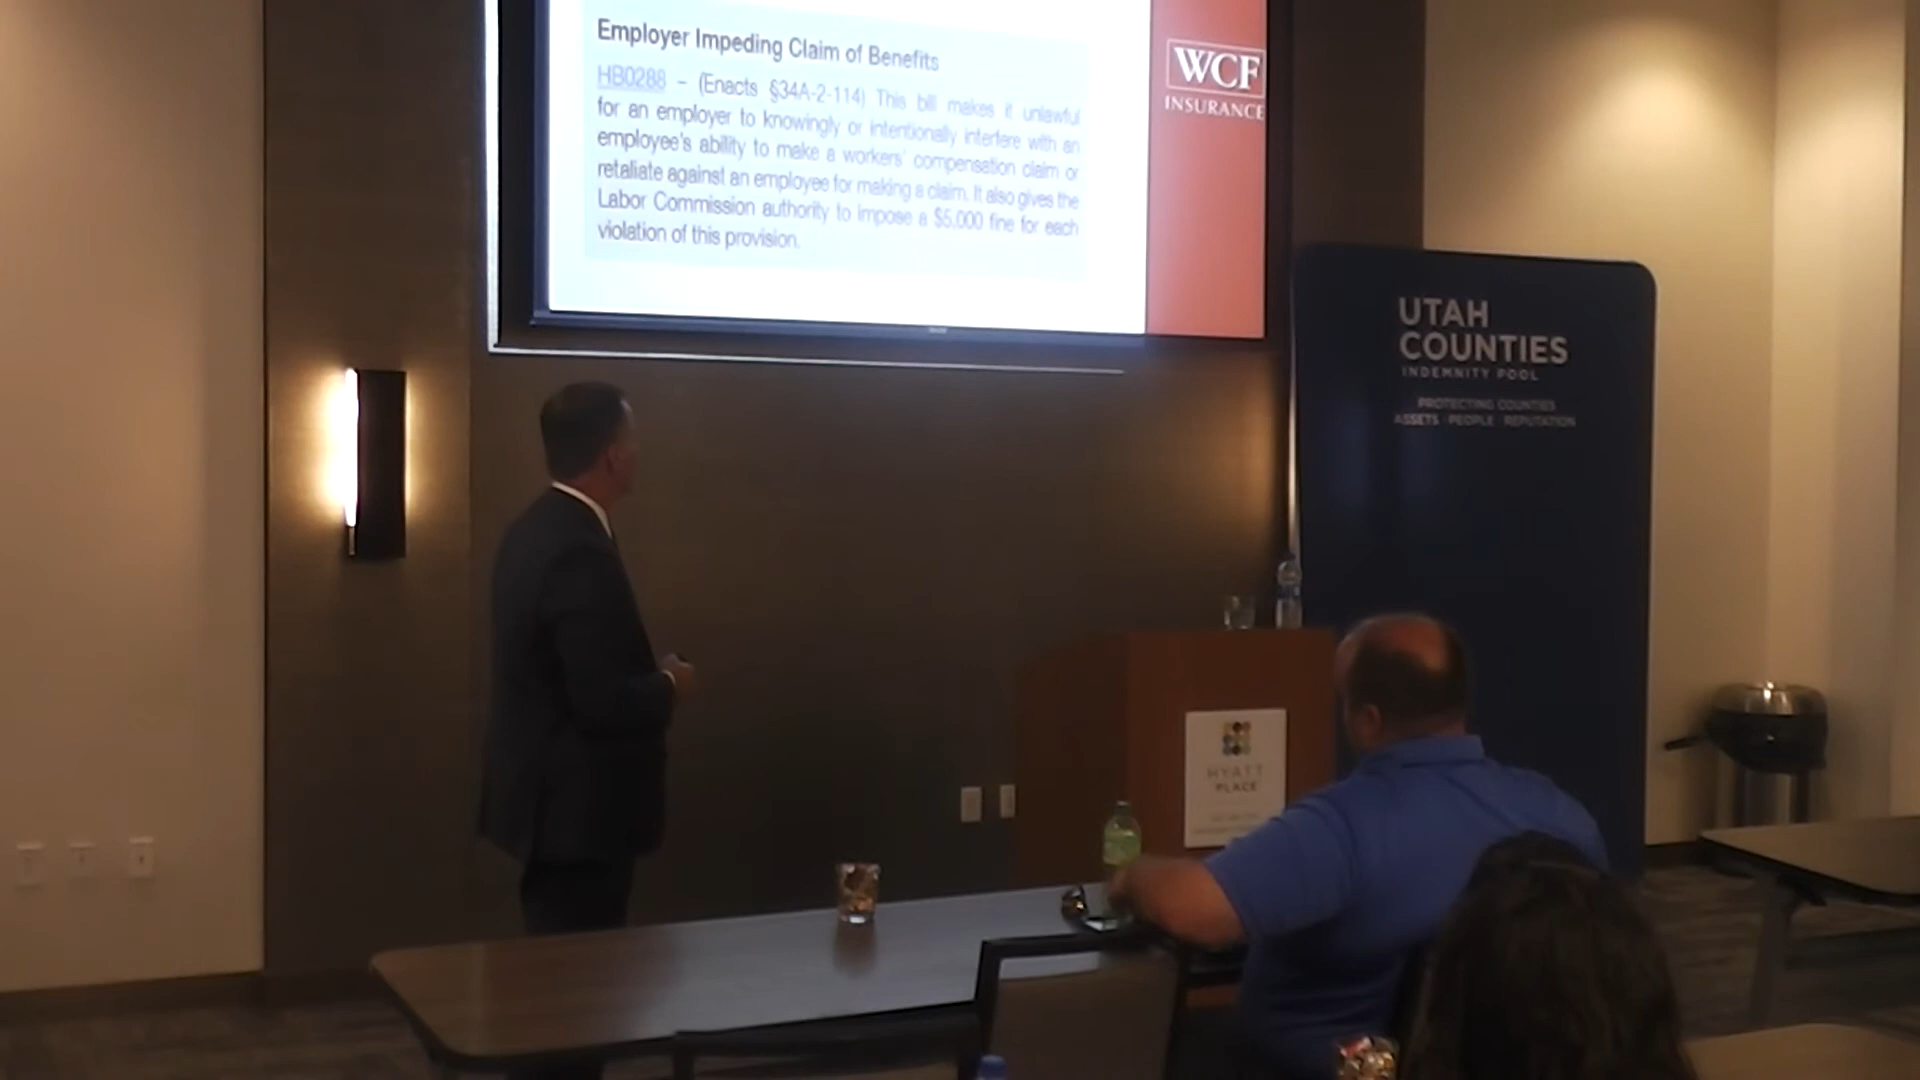 Employer Impeding Claim of Benefits
HB0288 – (Enacts §34A-2-114) This bill makes it unlawful
for an employer to knowingly or intentionally interfere with an
employee's ability to make a workers' compensation claim or
retaliate against an employee for making a claim. It also gives the
Labor Commission authority to impose a $5,000 fine for each
violation of this provision.
WCF
INSURANCE
UTAH
COUNTIES
INDEMNITY POOL
PROTECTING COUNTIES
ASSETS · PEOPLE · REPUTATION
HYATT
PLACE